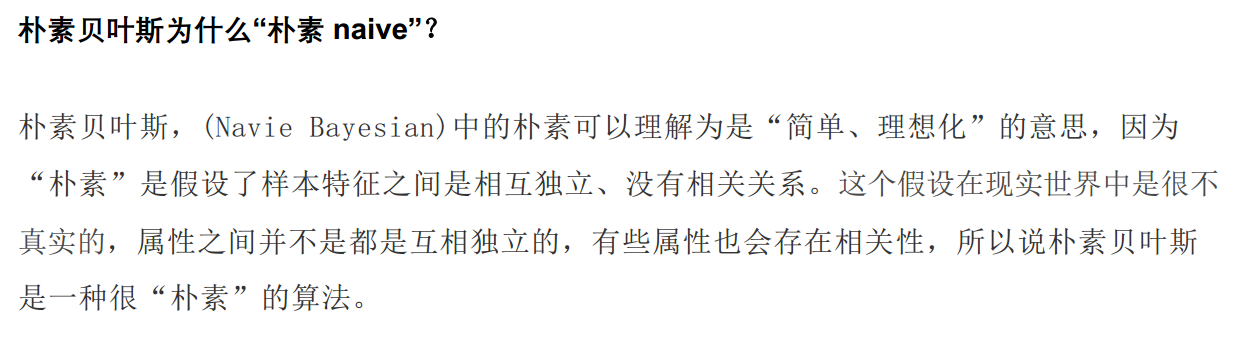 朴素贝叶斯为什么“朴素 naive”？
朴素贝叶斯，(Navie Bayesian)中的朴素可以理解为是“简单、理想化”的意思，因为
“朴素”是假设了样本特征之间是相互独立、没有相关关系。这个假设在现实世界中是很不
真实的，属性之间并不是都是互相独立的，有些属性也会存在相关性，所以说朴素贝叶斯
是一种很“朴素”的算法。